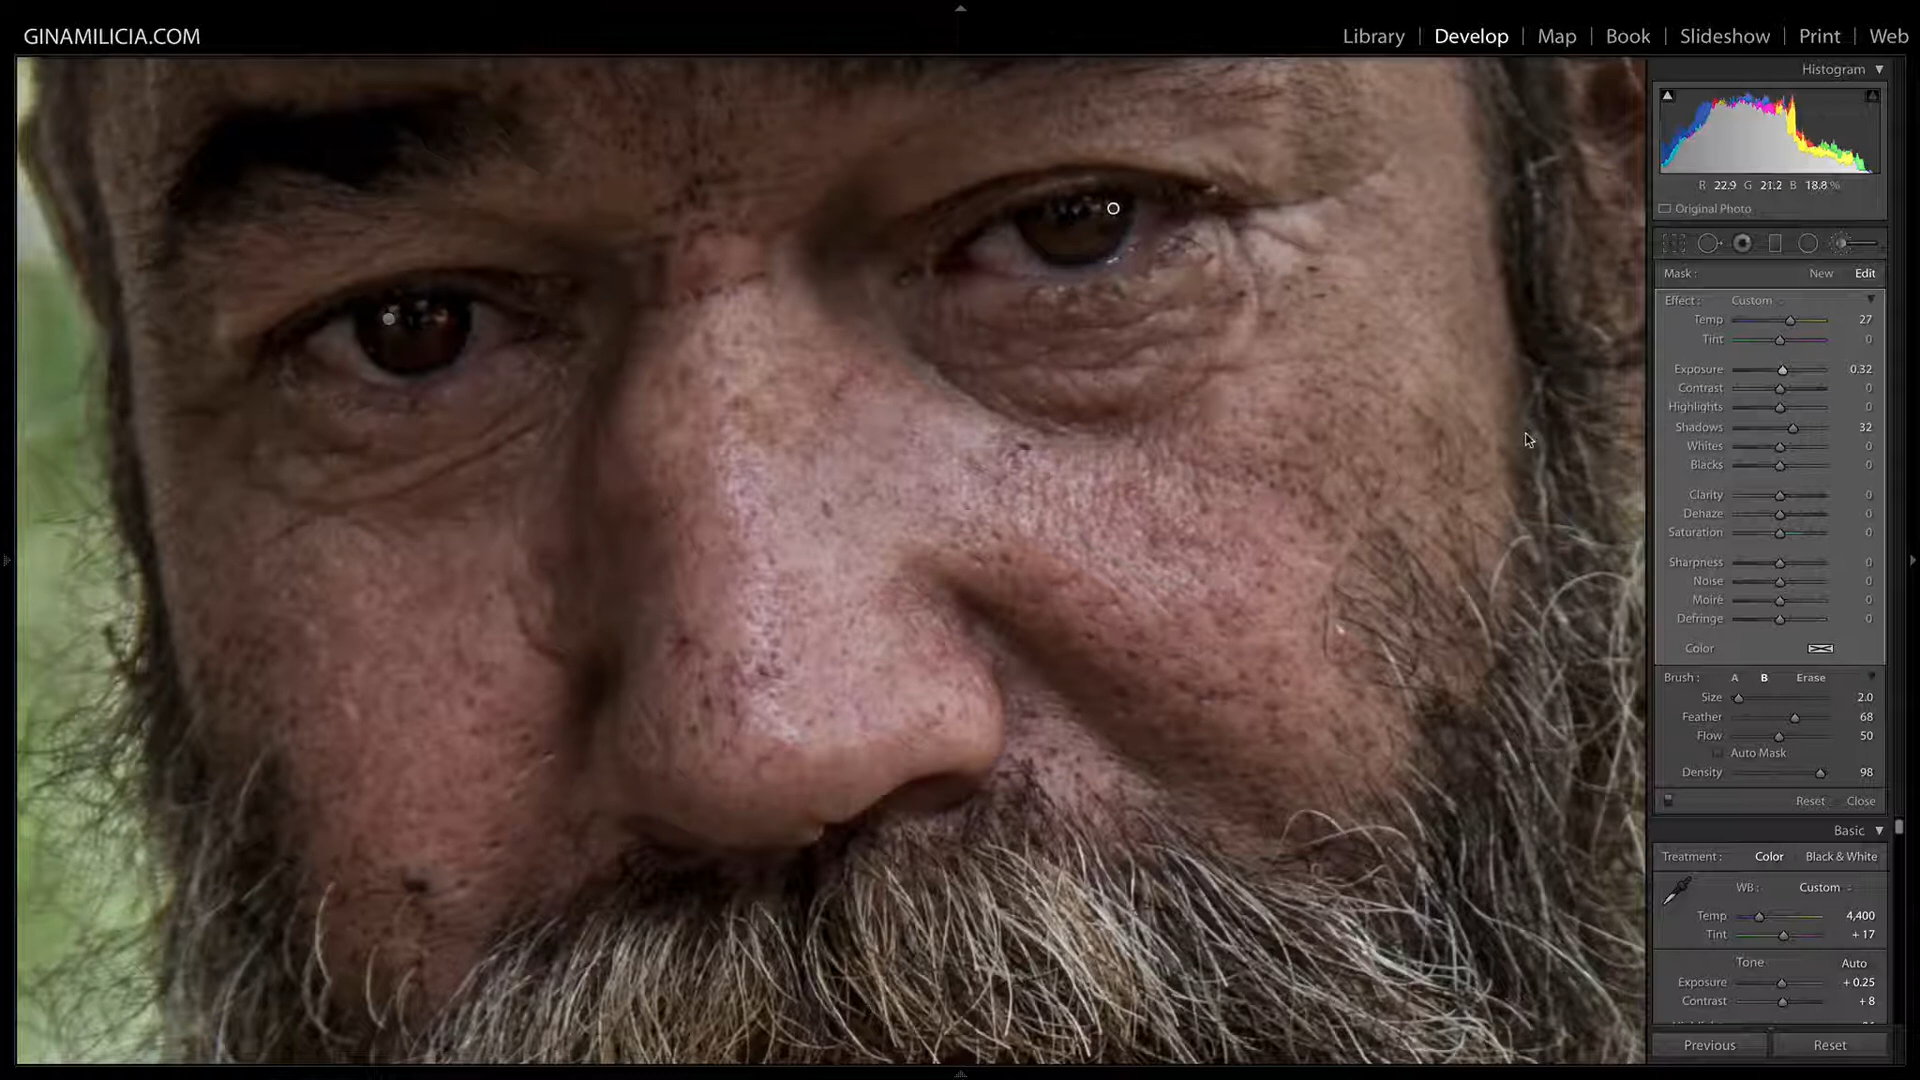 GINAMILICIA.COM
Library | Develop | Map | Book | Slideshow | Print | Web
Histogram
R 22.9 G 21.2 B 18.8 %
Original Photo
Mask : New Edit
Effect : Custom
Temp 27
Tint 0
Exposure 0.32
Contrast 0
Highlights 0
Shadows 32
Whites 0
Blacks 0
Clarity 0
Dehaze 0
Saturation 0
Sharpness 0
Noise 0
Moiré 0
Defringe 0
Color
Brush : A B Erase
Size 2.0
Feather 68
Flow 50
Auto Mask
Density 98
Reset Close
Basic
Treatment : Color Black & White
WB : Custom
Temp 4,400
Tint + 17
Tone Auto
Exposure + 0.25
Contrast + 8
Previous Reset